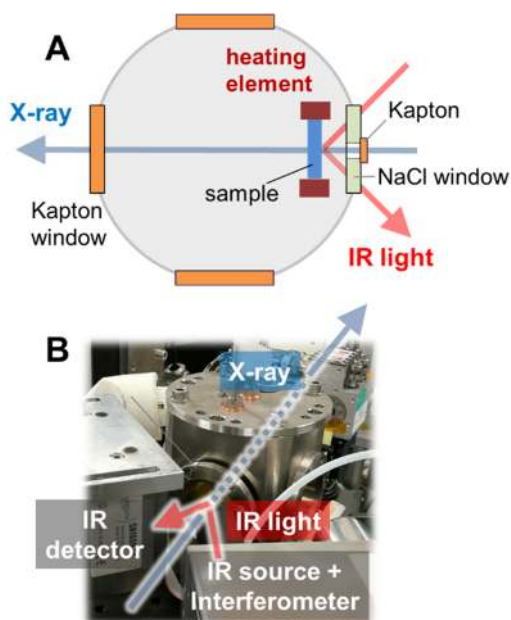 A
heating
element
X-ray
Kapton
sample
NaCl window
Kapton
window
IR light
B
X-ray
IR
detector
IR light
IR source +
Interferometer